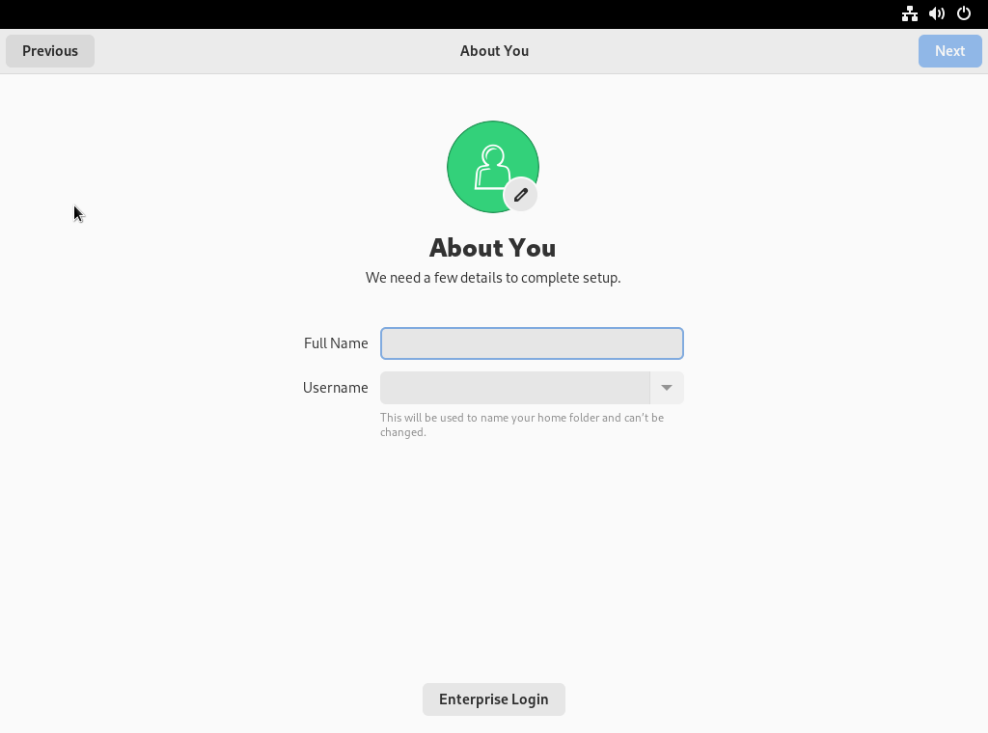 Previous
About You
Next
About You
We need a few details to complete setup.
Full Name
Username
This will be used to name your home folder and can't be
changed.
Enterprise Login